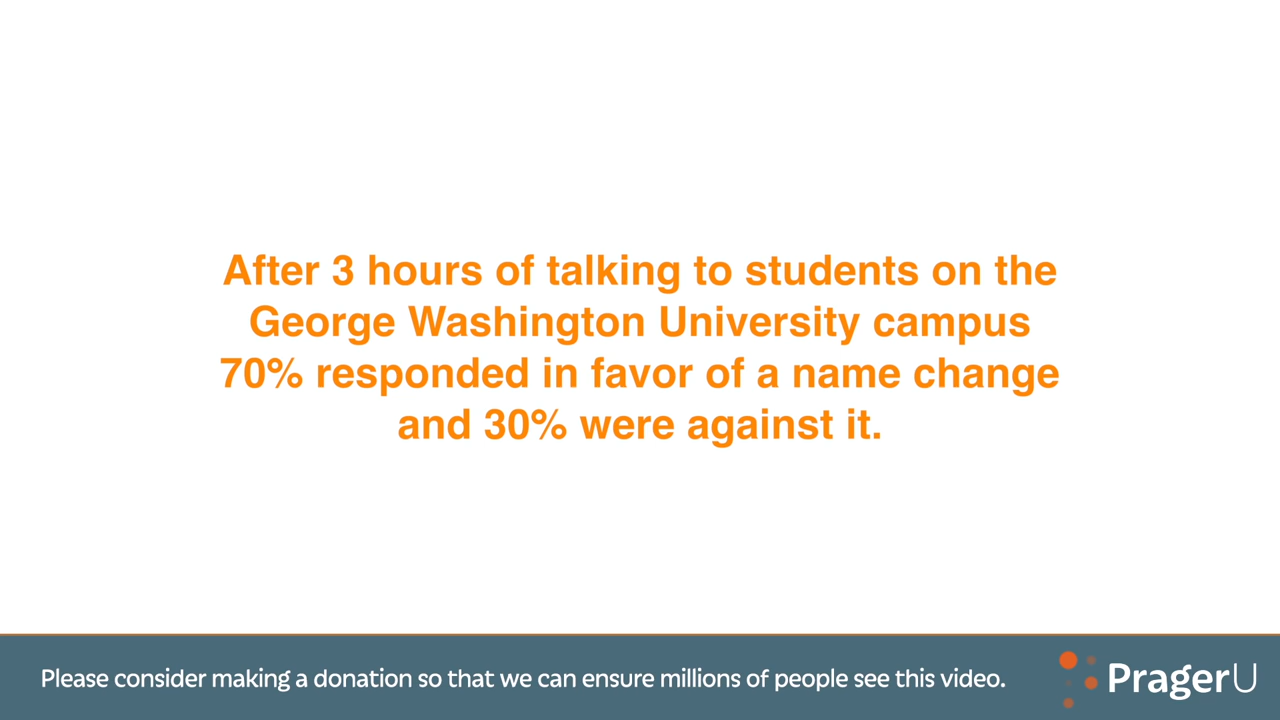 After 3 hours of talking to students on the
George Washington University campus
70% responded in favor of a name change
and 30% were against it.
Please consider making a donation so that we can ensure millions of people see this video.
PragerU